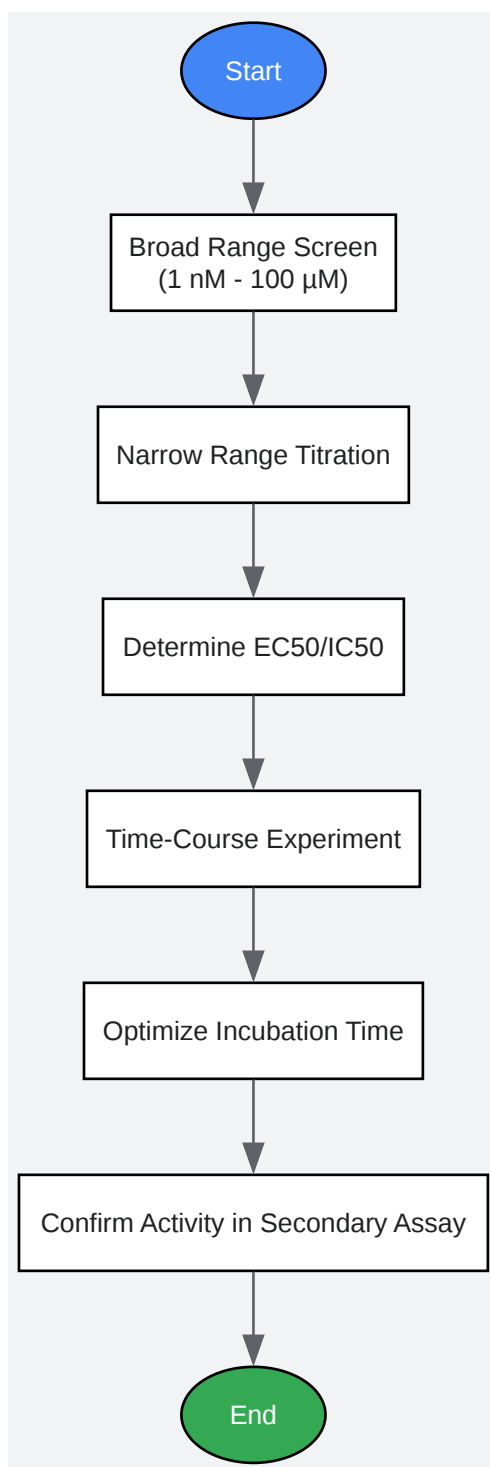 Start
Broad Range Screen
(1 nM - 100 µM)
Narrow Range Titration
Determine EC50/IC50
Time-Course Experiment
Optimize Incubation Time
Confirm Activity in Secondary Assay
End